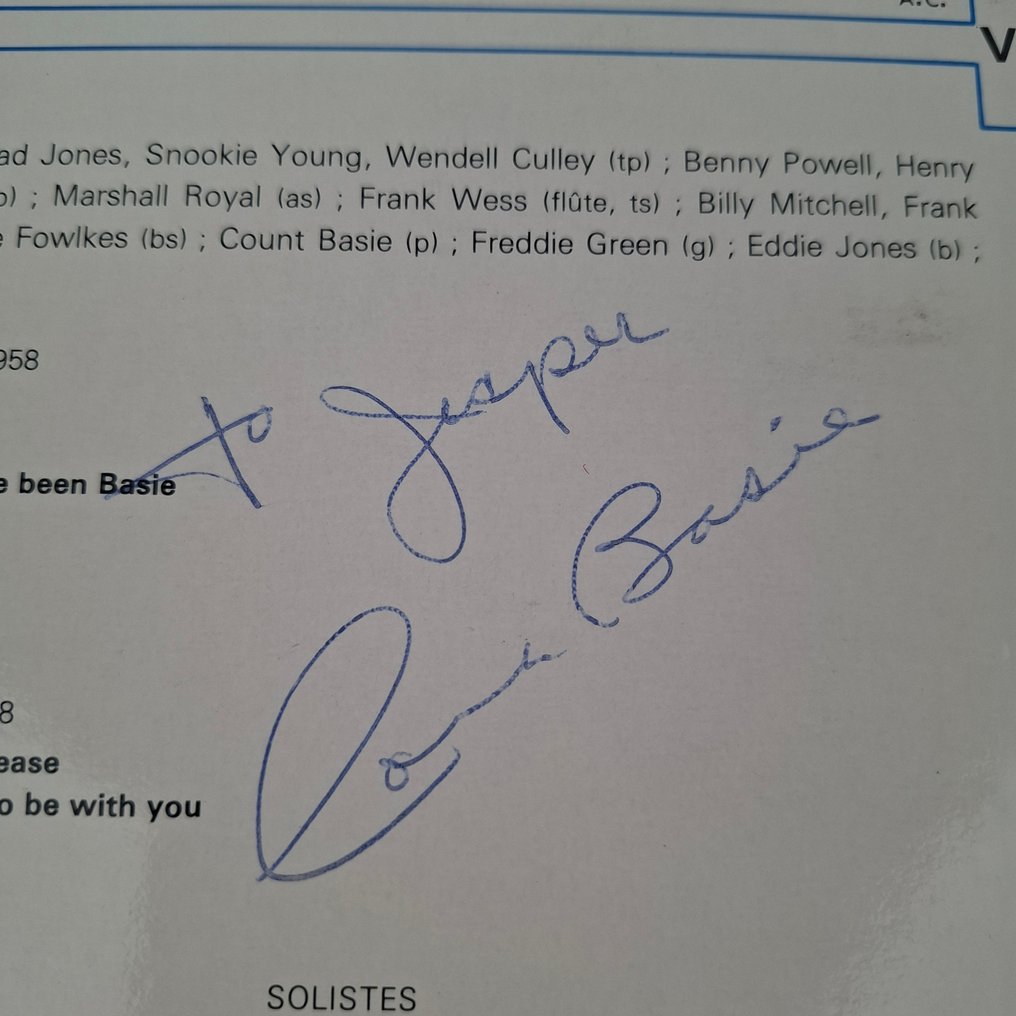 A.C.
V
ad Jones, Snookie Young, Wendell Culley (tp) ; Benny Powell, Henry
b) ; Marshall Royal (as) ; Frank Wess (flûte, ts) ; Billy Mitchell, Frank
e Fowlkes (bs) ; Count Basie (p) ; Freddie Green (g) ; Eddie Jones (b) ;
958
To Jesper
e been Basie
Count Basie
8
ease
o be with you
SOLISTES